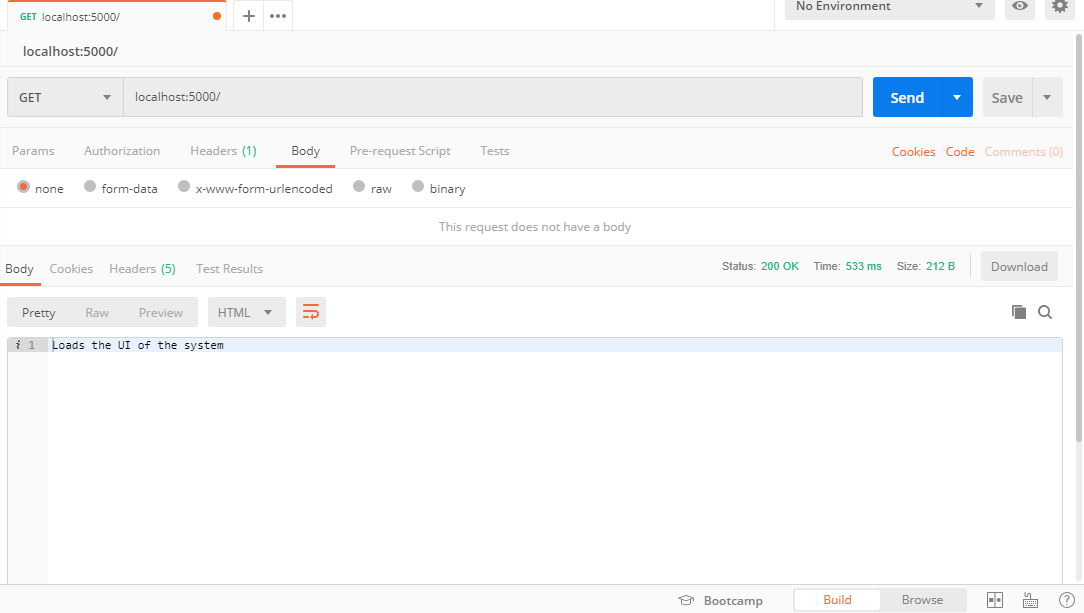 GET localhost:5000/
No Environment
localhost:5000/
GET localhost:5000/ Send Save
Params Authorization Headers (1) Body Pre-request Script Tests Cookies Code Comments (0)
none form-data x-www-form-urlencoded raw binary
This request does not have a body
Body Cookies Headers (5) Test Results Status: 200 OK Time: 533 ms Size: 212 B Download
Pretty Raw Preview HTML
i 1 Loads the UI of the system
Bootcamp Build Browse